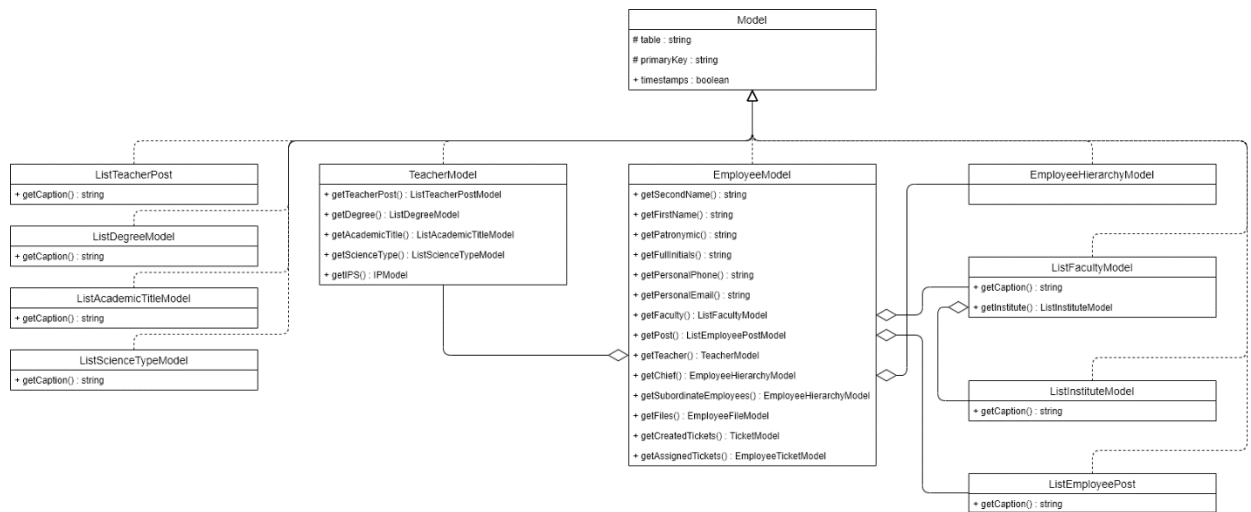 Model
# table : string
# primaryKey : string
+ timestamps : boolean
ListTeacherPost
+ getCaption() : string
ListDegreeModel
+ getCaption() : string
ListAcademicTitleModel
+ getCaption() : string
ListScienceTypeModel
+ getCaption() : string
TeacherModel
+ getTeacherPost() : ListTeacherPostModel
+ getDegree() : ListDegreeModel
+ getAcademicTitle() : ListAcademicTitleModel
+ getScienceType() : ListScienceTypeModel
+ getIPS() : IPModel
EmployeeModel
+ getSecondName() : string
+ getFirstName() : string
+ getPatronymic() : string
+ getFullInitials() : string
+ getPersonalPhone() : string
+ getPersonalEmail() : string
+ getFaculty() : ListFacultyModel
+ getPost() : ListEmployeePostModel
+ getTeacher() : TeacherModel
+ getChief() : EmployeeHierarchyModel
+ getSubordinateEmployees() : EmployeeHierarchyModel
+ getFiles() : EmployeeFileModel
+ getCreatedTickets() : TicketModel
+ getAssignedTickets() : EmployeeTicketModel
EmployeeHierarchyModel
ListFacultyModel
+ getCaption() : string
+ getInstitute() : ListInstituteModel
ListInstituteModel
+ getCaption() : string
ListEmployeePost
+ getCaption() : string